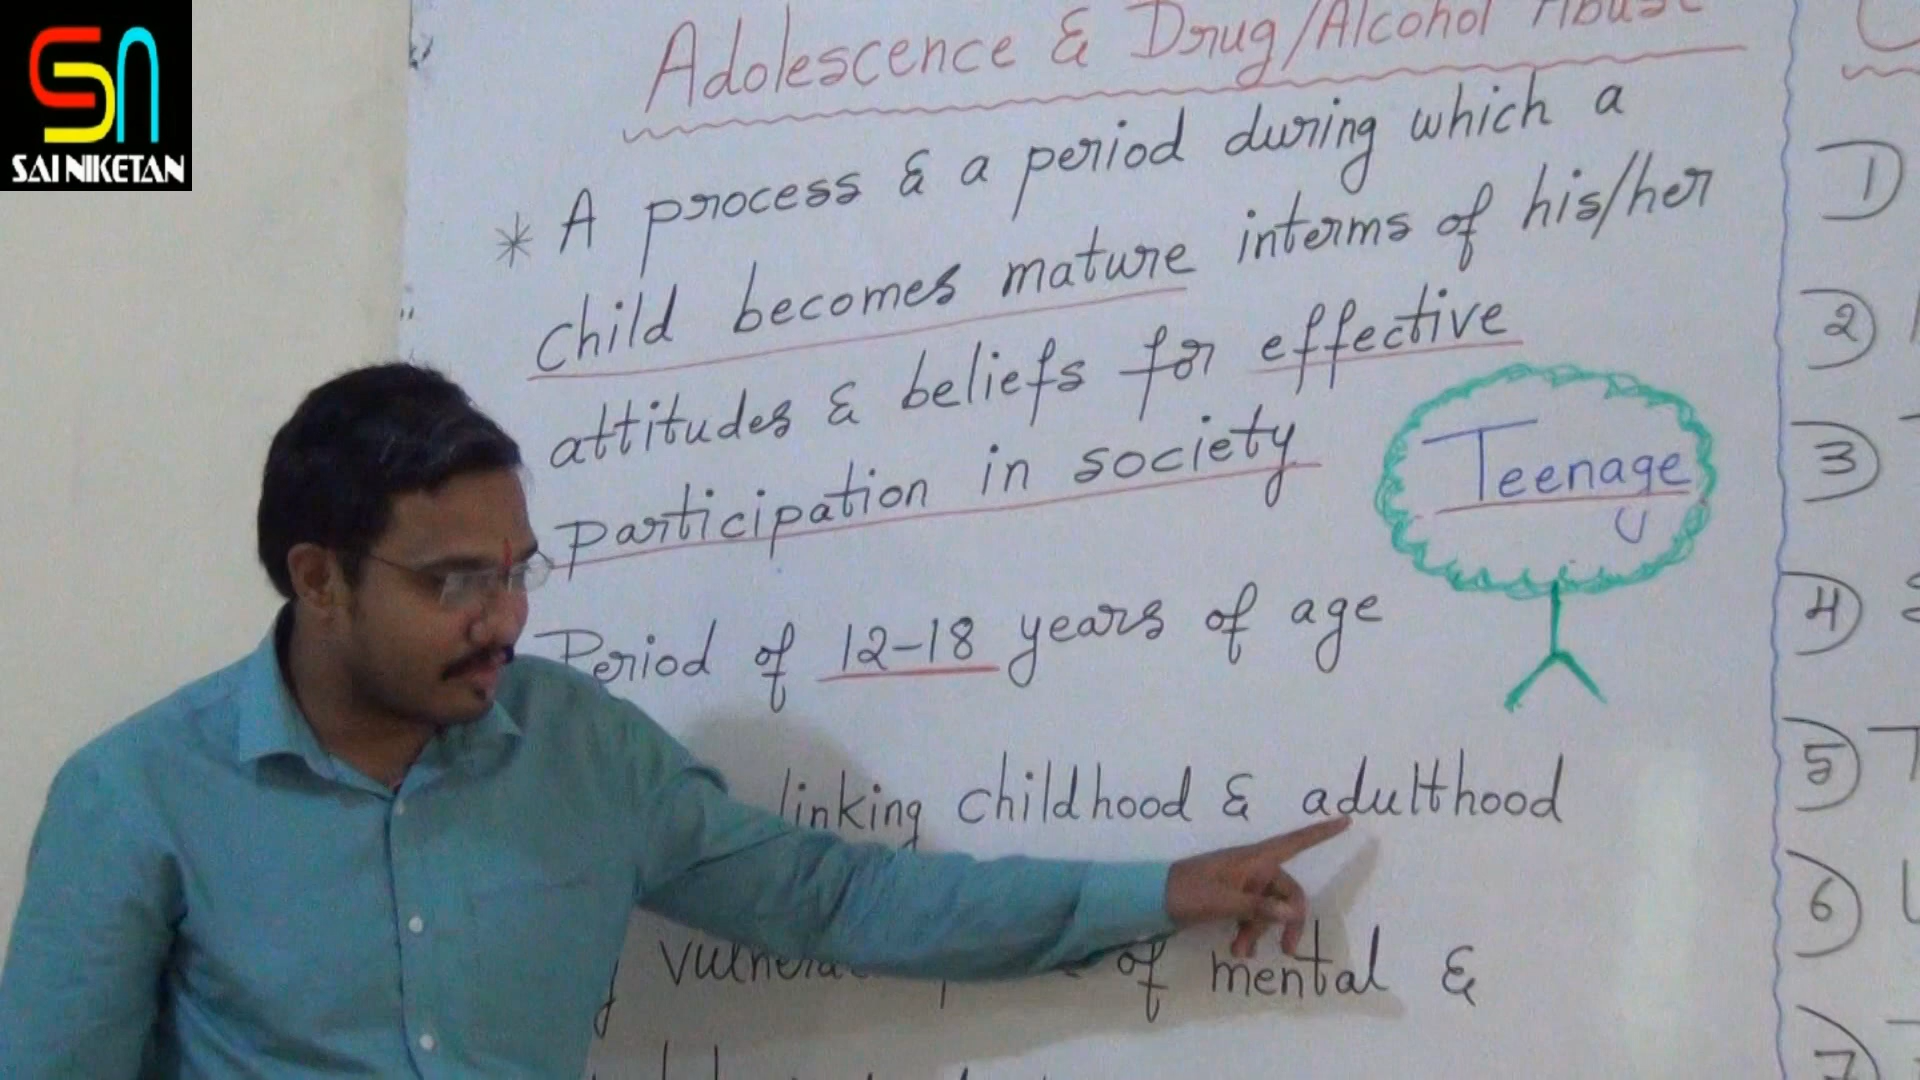 SAI NIKETAN
Adolescence & Drug/Alcohol Abuse
* A process & a period during which a
child becomes mature interms of his/her
attitudes & beliefs for effective
participation in society
Teenage
Period of 12-18 years of age
linking childhood & adulthood
of mental &
1)
2)
3)
4)
5)
6)
7)